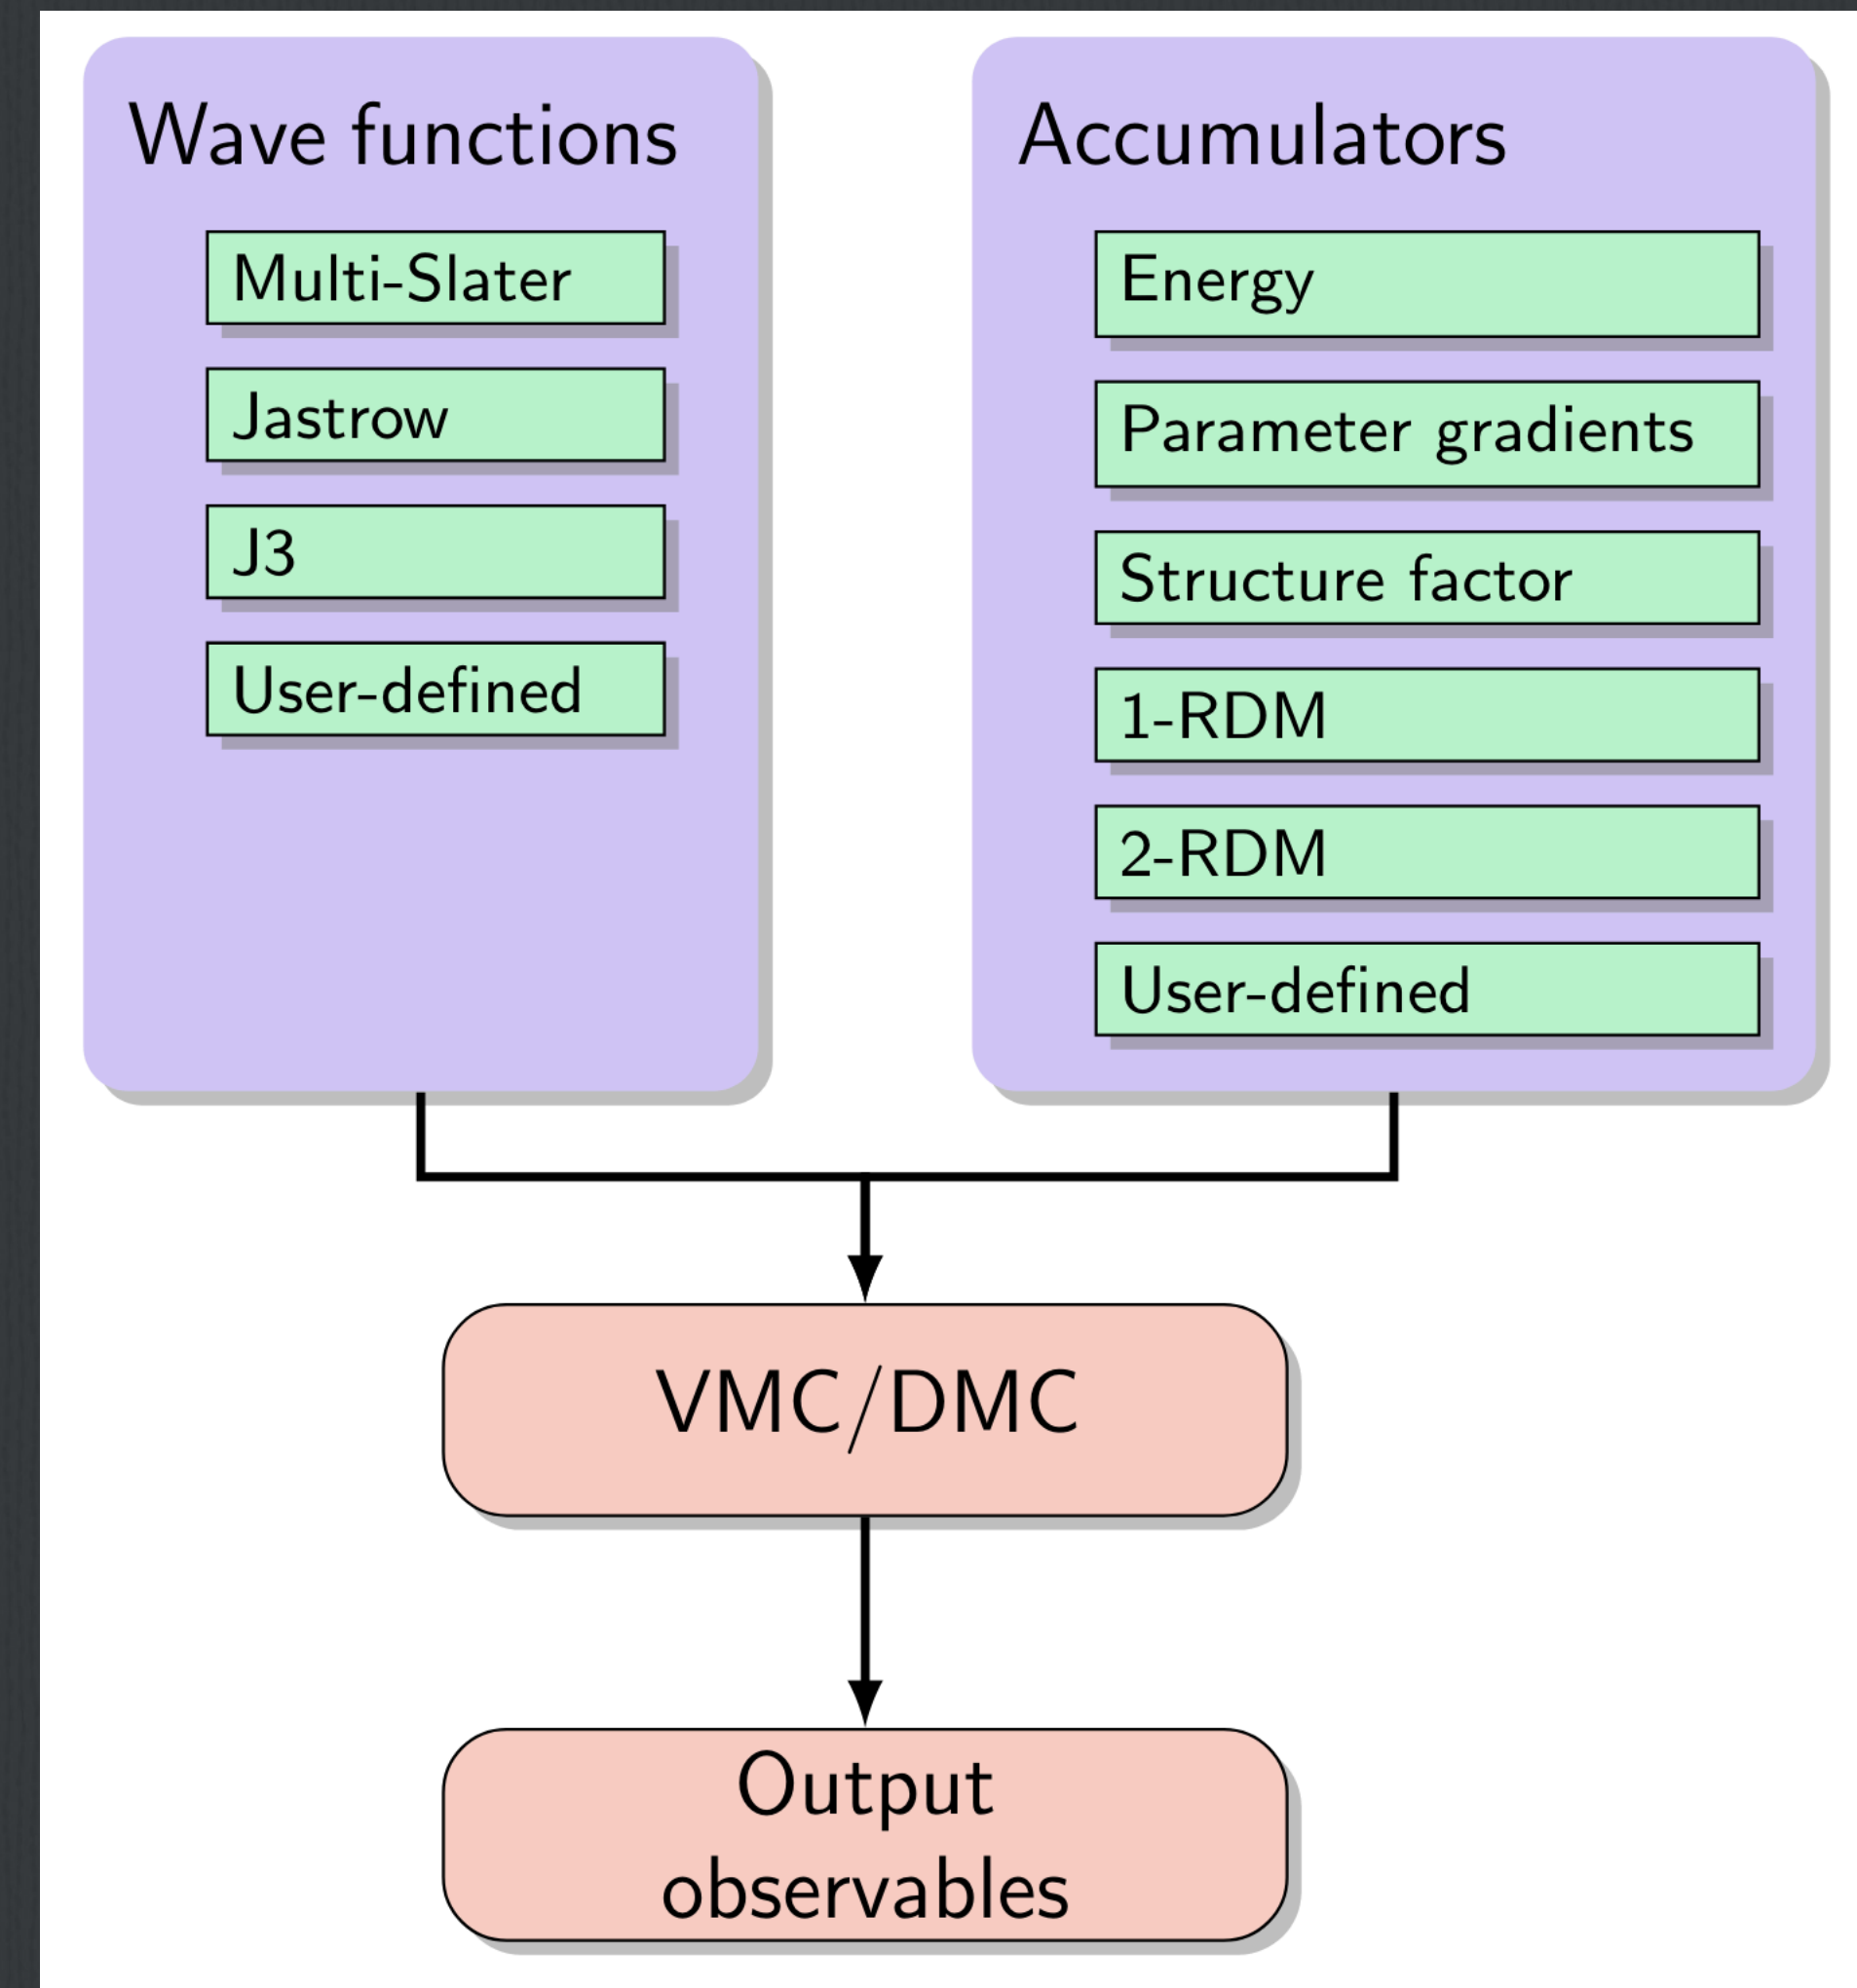 Wave functions
Multi-Slater
Jastrow
J3
User-defined
Accumulators
Energy
Parameter gradients
Structure factor
1-RDM
2-RDM
User-defined
VMC/DMC
Output
observables